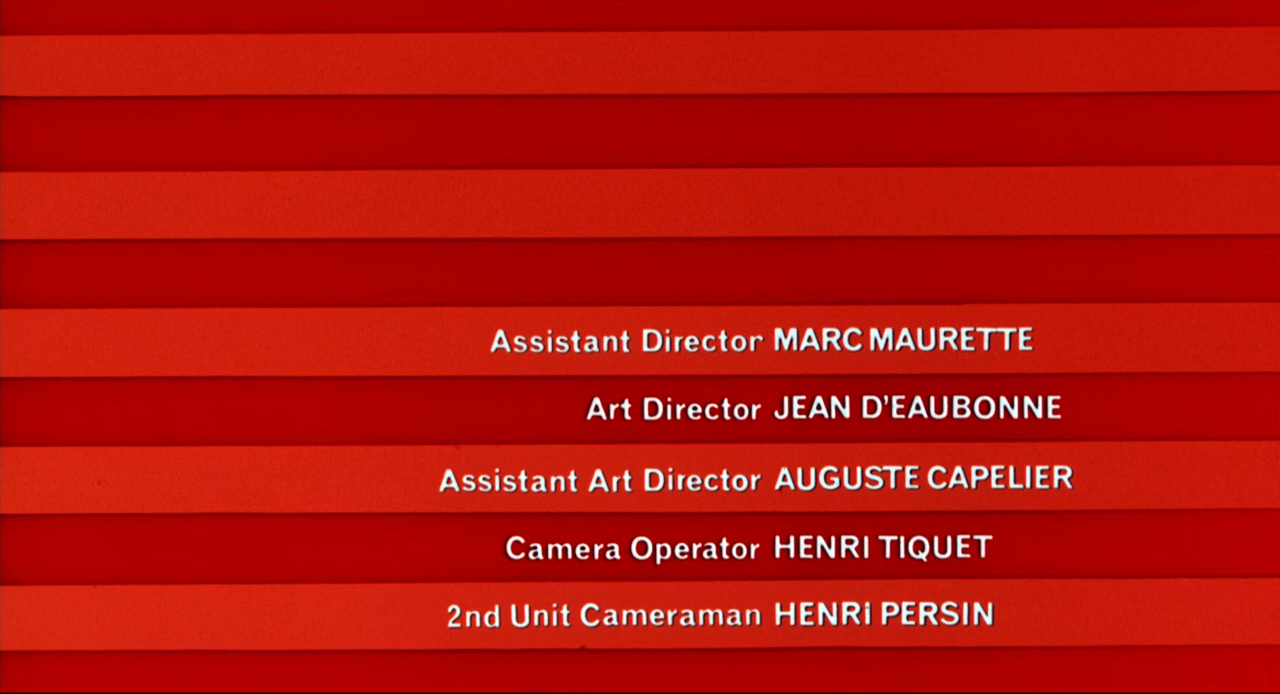 Assistant Director MARC MAURETTE
Art Director JEAN D'EAUBONNE
Assistant Art Director AUGUSTE CAPELIER
Camera Operator HENRI TIQUET
2nd Unit Cameraman HENRI PERSIN